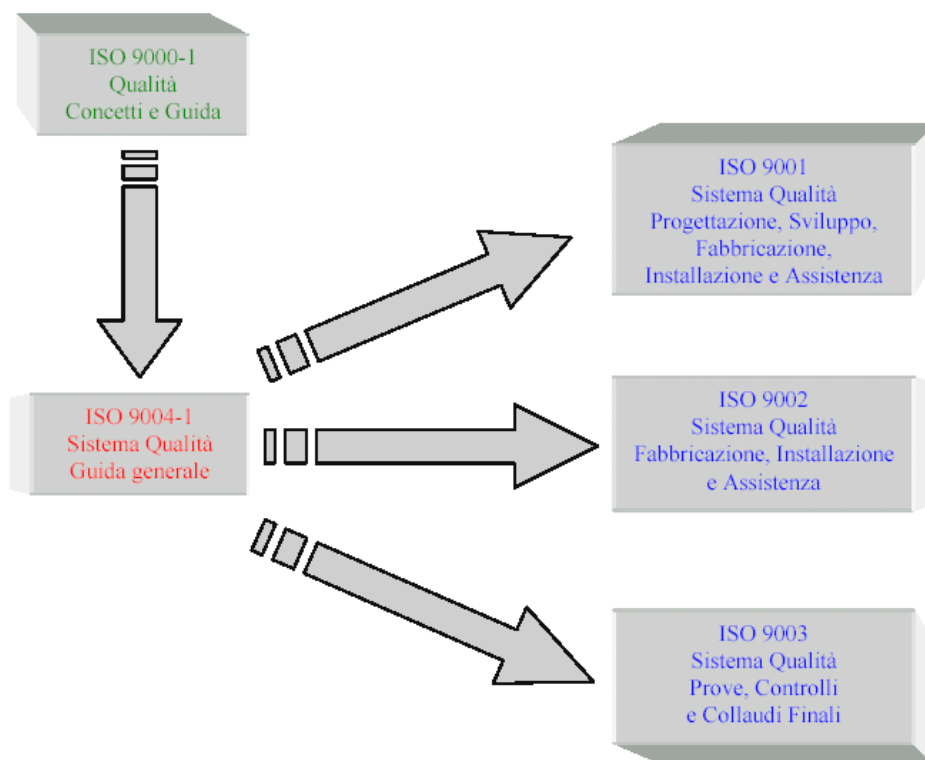 ISO 9000-1
Qualità
Concetti e Guida
ISO 9004-1
Sistema Qualità
Guida generale
ISO 9001
Sistema Qualità
Progettazione, Sviluppo,
Fabbricazione,
Installazione e Assistenza
ISO 9002
Sistema Qualità
Fabbricazione, Installazione
e Assistenza
ISO 9003
Sistema Qualità
Prove, Controlli
e Collaudi Finali